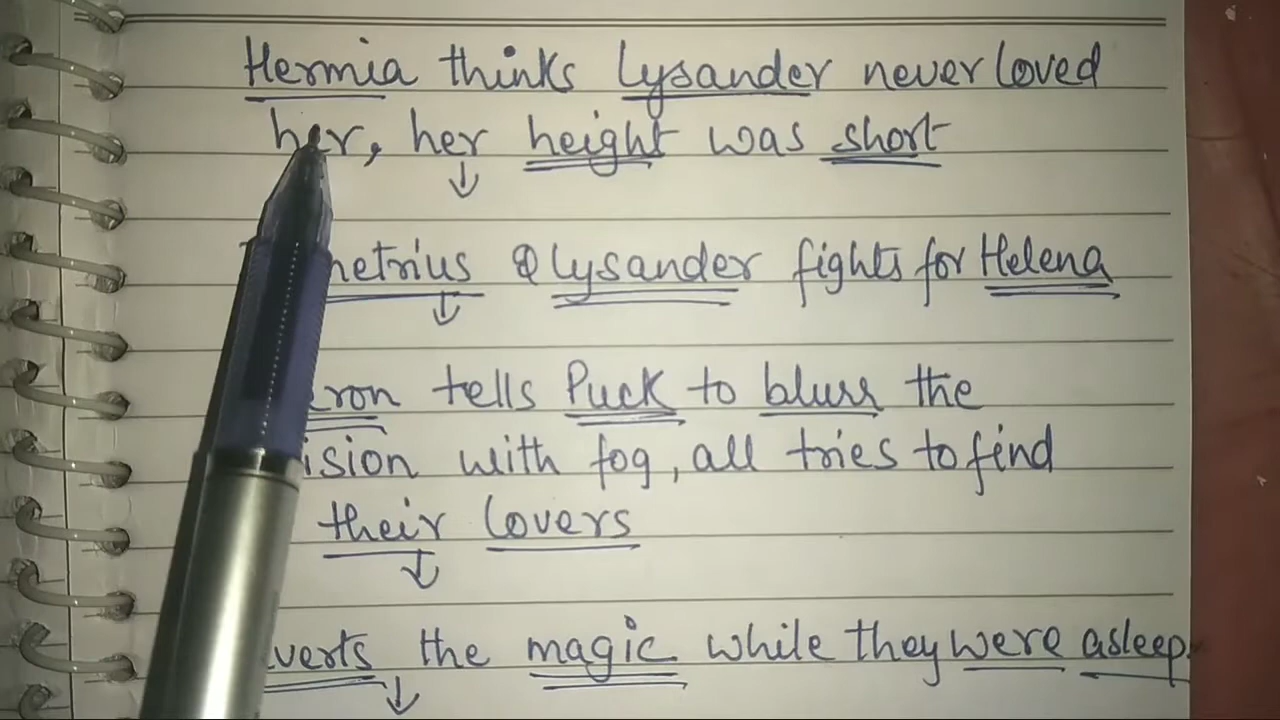 Hermia thinks Lysander never loved
her, her height was short
↓
netrius & Lysander fights for Helena
↓
eron tells Puck to blurr the
ision with fog, all tries to find
their lovers
↓
verts the magic while they were asleep.
↓